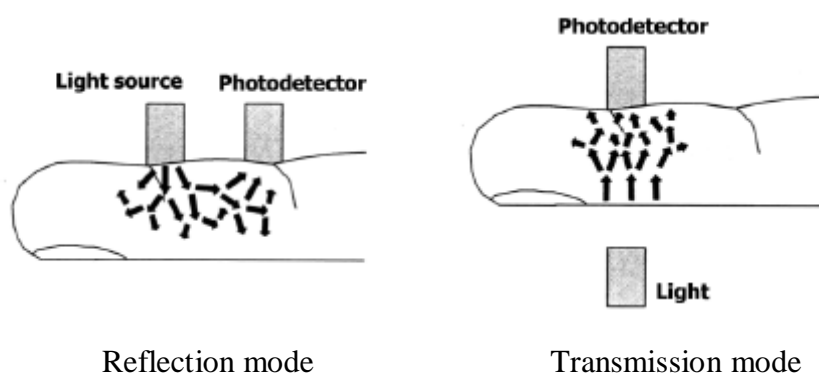 Photodetector
Light source Photodetector
Light
Reflection mode Transmission mode